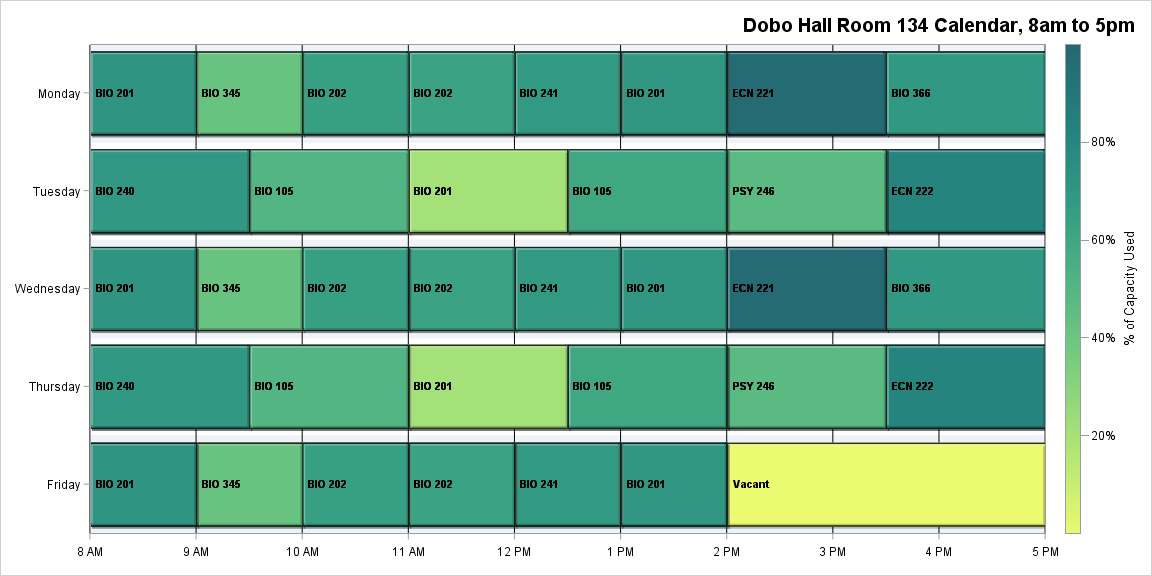 Dobo Hall Room 134 Calendar, 8am to 5pm
Monday BIO 201 BIO 345 BIO 202 BIO 202 BIO 241 BIO 201 ECN 221 BIO 366
Tuesday BIO 240 BIO 105 BIO 201 BIO 105 PSY 246 ECN 222
Wednesday BIO 201 BIO 345 BIO 202 BIO 202 BIO 241 BIO 201 ECN 221 BIO 366
Thursday BIO 240 BIO 105 BIO 201 BIO 105 PSY 246 ECN 222
Friday BIO 201 BIO 345 BIO 202 BIO 202 BIO 241 BIO 201 Vacant
8 AM 9 AM 10 AM 11 AM 12 PM 1 PM 2 PM 3 PM 4 PM 5 PM
80%
60%
40%
20%
% of Capacity Used